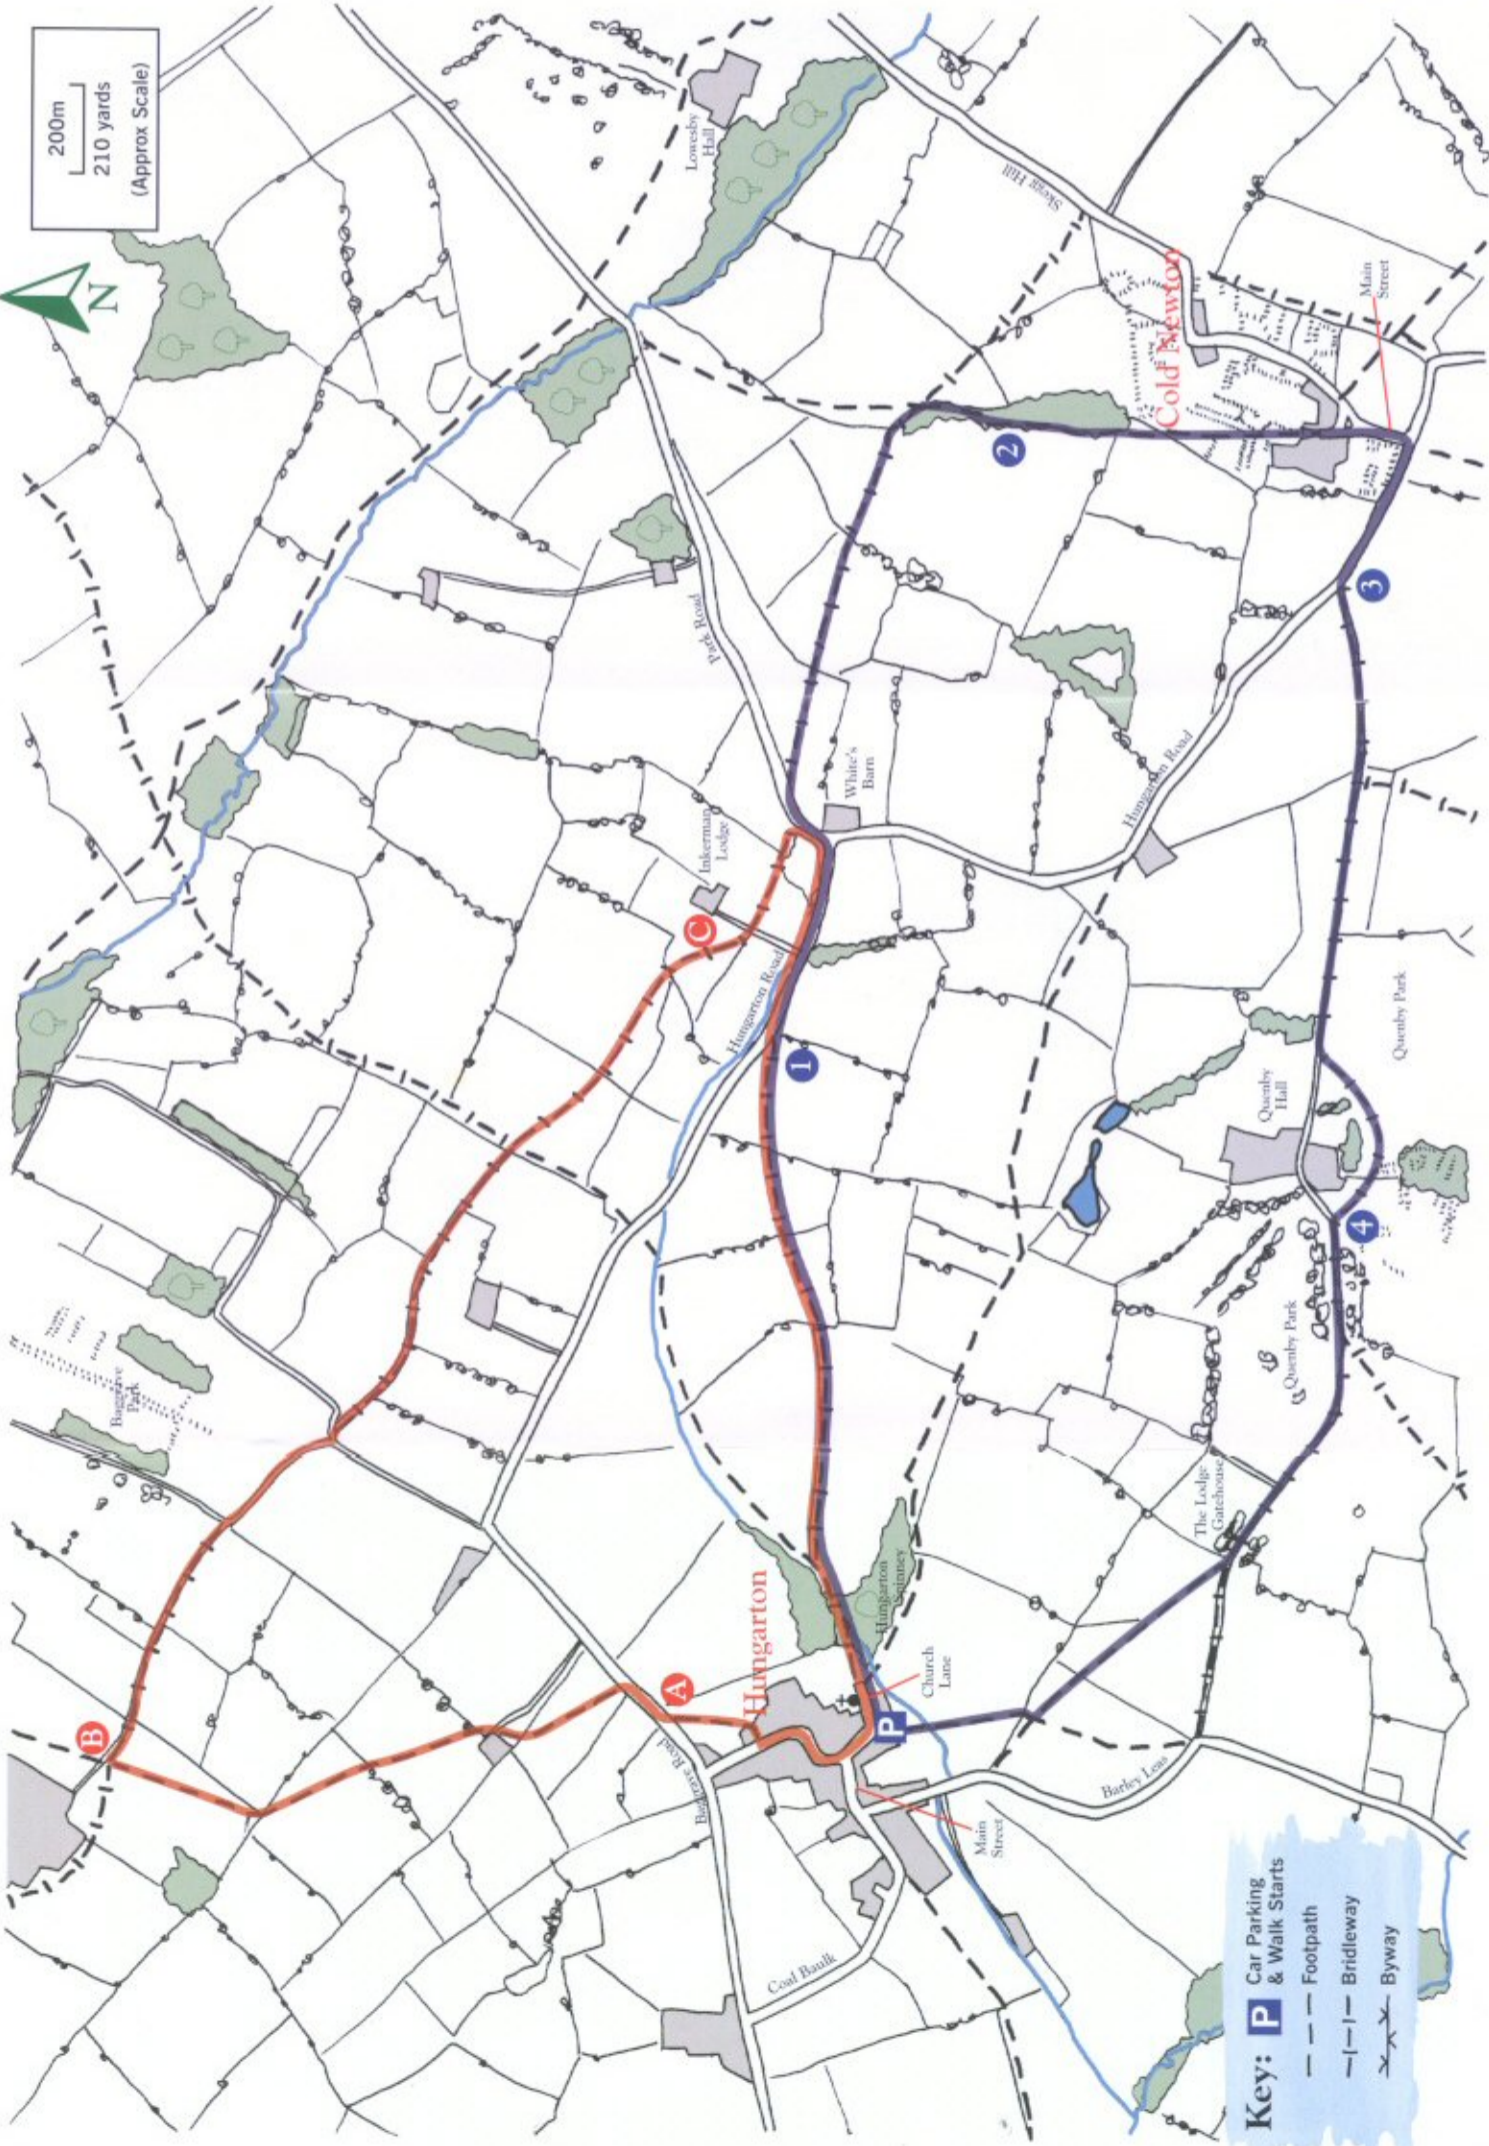 200m
210 yards
(Approx Scale)
N
Lowesby
Hall
Skegg Hill
Cold Newton
Main
Street
2
3
Park Road
White's
Barn
Hungarton Road
Inkerman
Lodge
C
Hungarton Road
1
Quenby Park
Quenby
Hall
4
Quenby Park
Baggrave
Park
The Lodge
Gatehouse
Hungarton
Spinney
Church
Lane
Hungarton
A
B
P
Baggrave Road
Barley Leas
Main
Street
Coal Baulk
Key:
P
Car Parking
& Walk Starts
Footpath
Bridleway
Byway